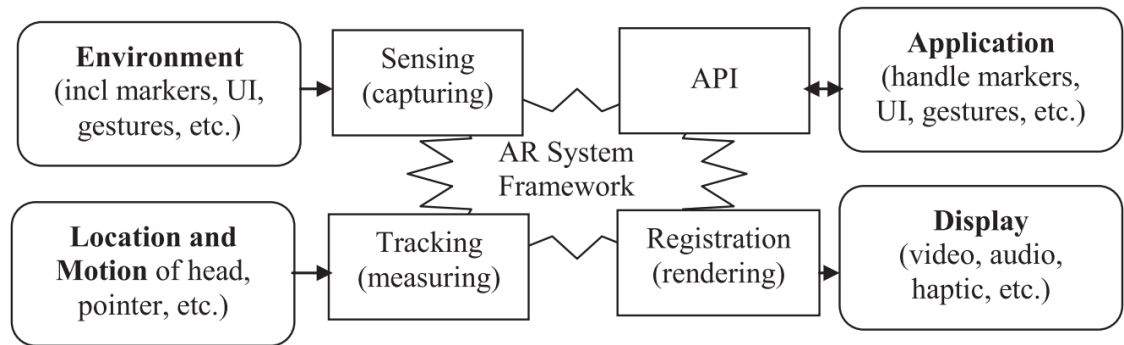 Environment
(incl markers, UI,
gestures, etc.)
Sensing
(capturing)
API
Application
(handle markers,
UI, gestures, etc.)
AR System
Framework
Location and
Motion of head,
pointer, etc.)
Tracking
(measuring)
Registration
(rendering)
Display
(video, audio,
haptic, etc.)